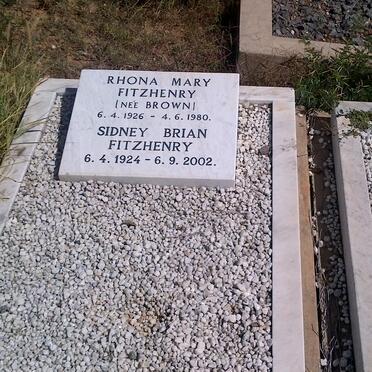 RHONA MARY
FITZHENRY
(NEÉ BROWN)
6.4.1926 - 4.6.1980.
SIDNEY BRIAN
FITZHENRY
6.4.1924 - 6.9.2002.